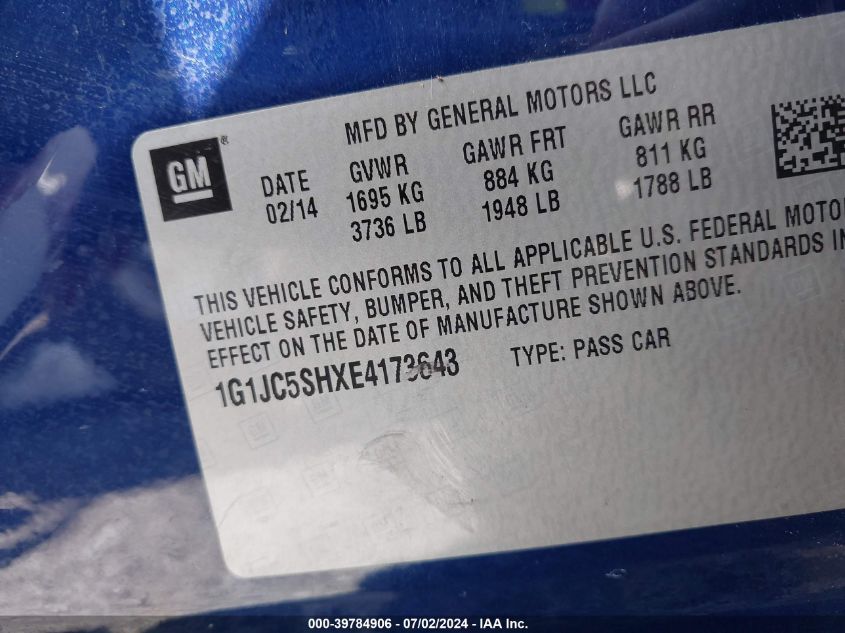 MFD BY GENERAL MOTORS LLC
GM®
DATE GVWR GAWR FRT GAWR RR
02/14 1695 KG 884 KG 811 KG
3736 LB 1948 LB 1788 LB
THIS VEHICLE CONFORMS TO ALL APPLICABLE U.S. FEDERAL MOTO
VEHICLE SAFETY, BUMPER, AND THEFT PREVENTION STANDARDS IN
EFFECT ON THE DATE OF MANUFACTURE SHOWN ABOVE.
1G1JC5SHXE4173643 TYPE: PASS CAR
000-39784906 - 07/02/2024 - IAA Inc.